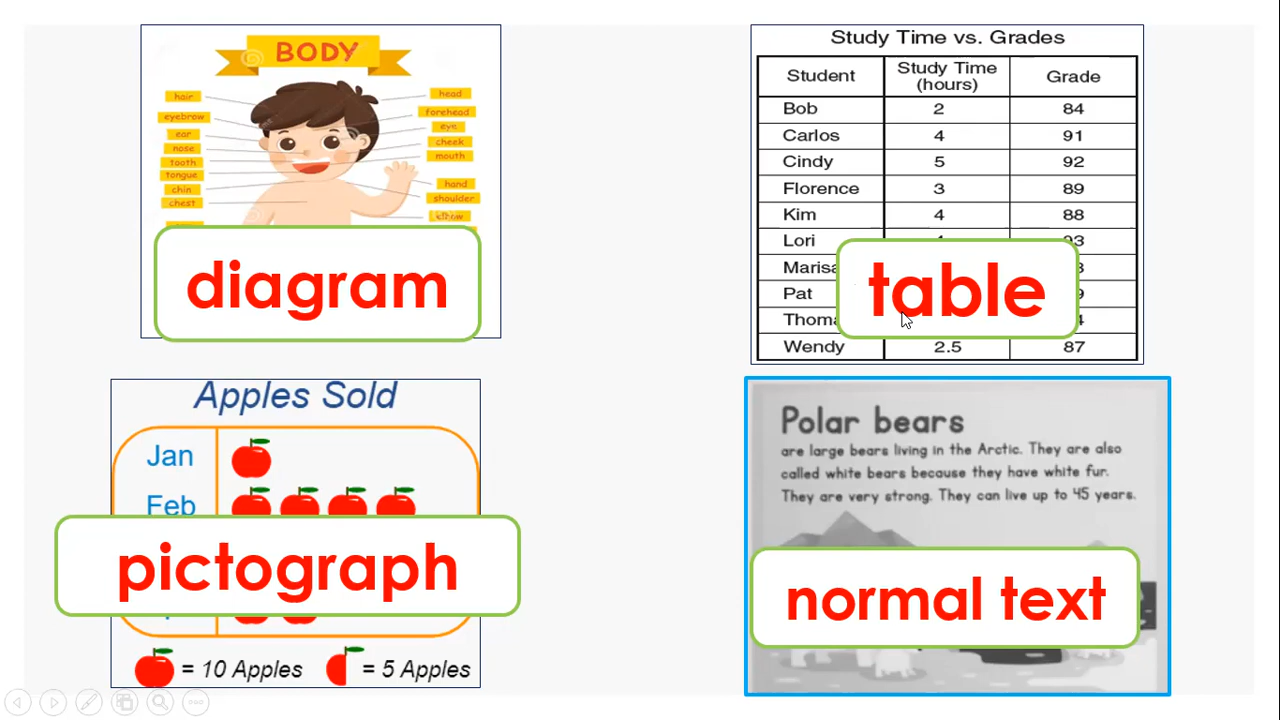 BODY
hair
eyebrow
ear
nose
tooth
tongue
chin
chest
head
forehead
eye
cheek
mouth
hand
shoulder
elbow
diagram
Study Time vs. Grades
Student Study Time (hours) Grade
Bob 2 84
Carlos 4 91
Cindy 5 92
Florence 3 89
Kim 4 88
Lori
Pat
Wendy 2.5 87
table
Apples Sold
Jan
Feb
pictograph
= 10 Apples = 5 Apples
Polar bears
are large bears living in the Arctic. They are also
called white bears because they have white fur.
They are very strong. They can live up to 45 years.
normal text